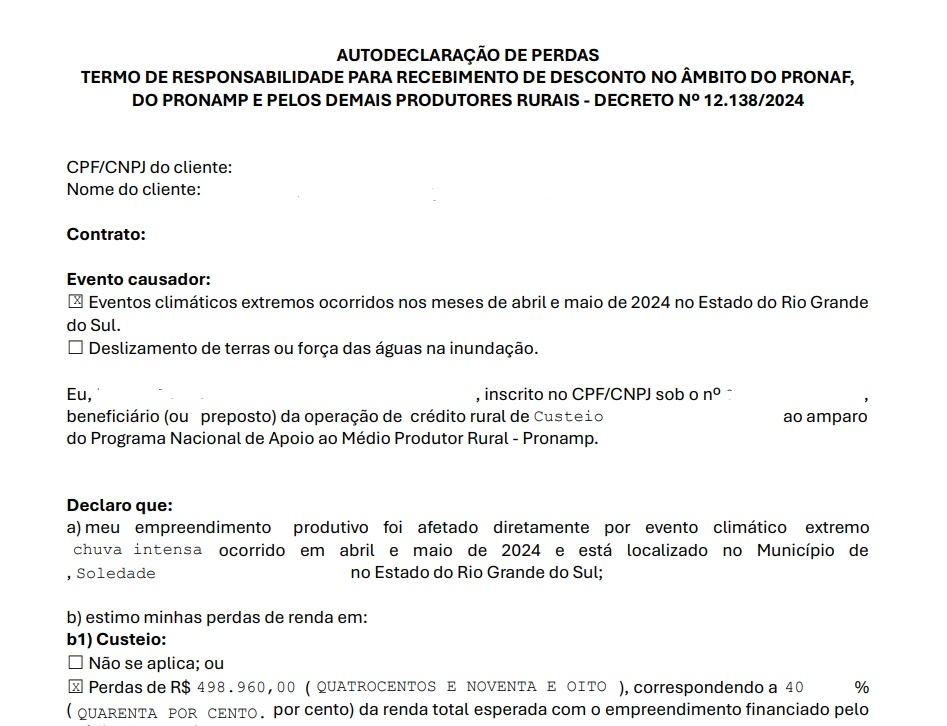 AUTODECLARAÇÃO DE PERDAS
TERMO DE RESPONSABILIDADE PARA RECEBIMENTO DE DESCONTO NO ÂMBITO DO PRONAF,
DO PRONAMP E PELOS DEMAIS PRODUTORES RURAIS - DECRETO Nº 12.138/2024
CPF/CNPJ do cliente:
Nome do cliente:
Contrato:
Evento causador:
☒ Eventos climáticos extremos ocorridos nos meses de abril e maio de 2024 no Estado do Rio Grande
do Sul.
☐ Deslizamento de terras ou força das águas na inundação.
Eu, , inscrito no CPF/CNPJ sob o nº ,
beneficiário (ou preposto) da operação de crédito rural de Custeio ao amparo
do Programa Nacional de Apoio ao Médio Produtor Rural - Pronamp.
Declaro que:
a) meu empreendimento produtivo foi afetado diretamente por evento climático extremo
chuva intensa ocorrido em abril e maio de 2024 e está localizado no Município de
, Soledade no Estado do Rio Grande do Sul;
b) estimo minhas perdas de renda em:
b1) Custeio:
☐ Não se aplica; ou
☒ Perdas de R$ 498.960,00 ( QUATROCENTOS E NOVENTA E OITO ), correspondendo a 40 %
( QUARENTA POR CENTO. por cento) da renda total esperada com o empreendimento financiado pelo